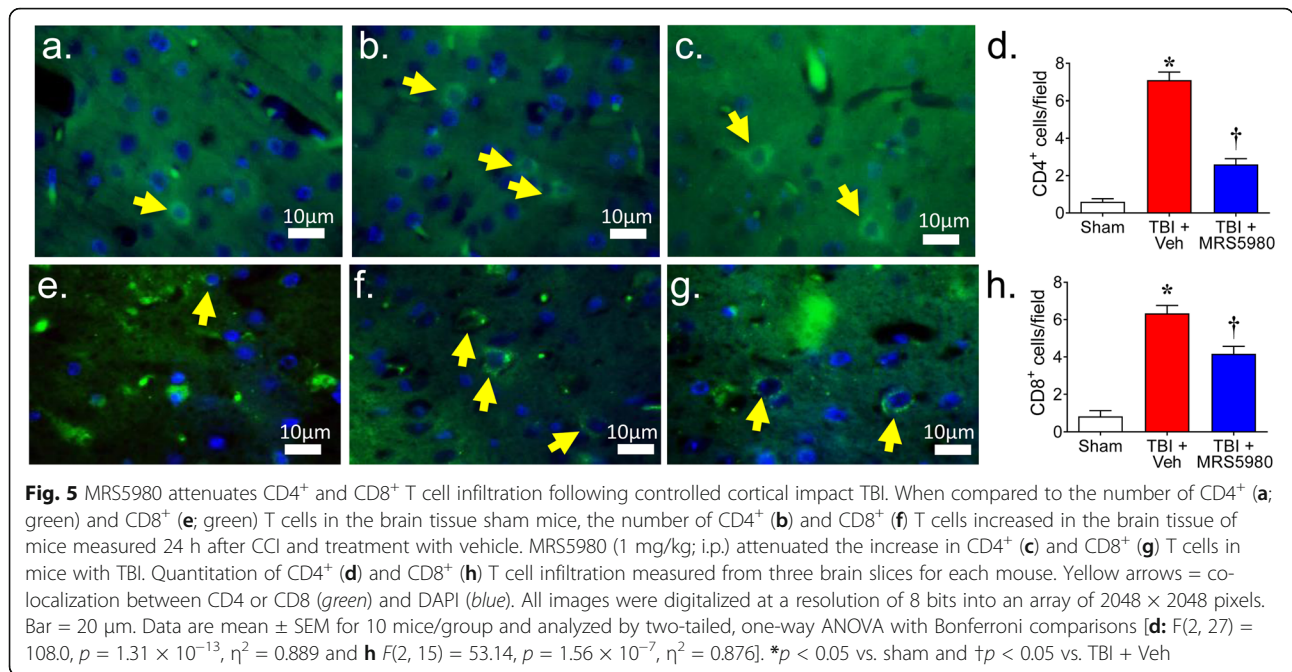 a.
b.
c.
d.
10μm
10μm
10μm
CD4⁺ cells/field
8
6
4
2
0
*
†
Sham
TBI +
Veh
TBI +
MRS5980
e.
f.
g.
h.
10μm
10μm
10μm
CD8⁺ cells/field
8
6
4
2
0
*
†
Sham
TBI +
Veh
TBI +
MRS5980
Fig. 5 MRS5980 attenuates CD4⁺ and CD8⁺ T cell infiltration following controlled cortical impact TBI. When compared to the number of CD4⁺ (a;
green) and CD8⁺ (e; green) T cells in the brain tissue sham mice, the number of CD4⁺ (b) and CD8⁺ (f) T cells increased in the brain tissue of
mice measured 24 h after CCI and treatment with vehicle. MRS5980 (1 mg/kg; i.p.) attenuated the increase in CD4⁺ (c) and CD8⁺ (g) T cells in
mice with TBI. Quantitation of CD4⁺ (d) and CD8⁺ (h) T cell infiltration measured from three brain slices for each mouse. Yellow arrows = co-
localization between CD4 or CD8 (green) and DAPI (blue). All images were digitalized at a resolution of 8 bits into an array of 2048 × 2048 pixels.
Bar = 20 μm. Data are mean ± SEM for 10 mice/group and analyzed by two-tailed, one-way ANOVA with Bonferroni comparisons [d: F(2, 27) =
108.0, p = 1.31 × 10⁻¹³, η² = 0.889 and h F(2, 15) = 53.14, p = 1.56 × 10⁻⁷, η² = 0.876]. *p < 0.05 vs. sham and †p < 0.05 vs. TBI + Veh